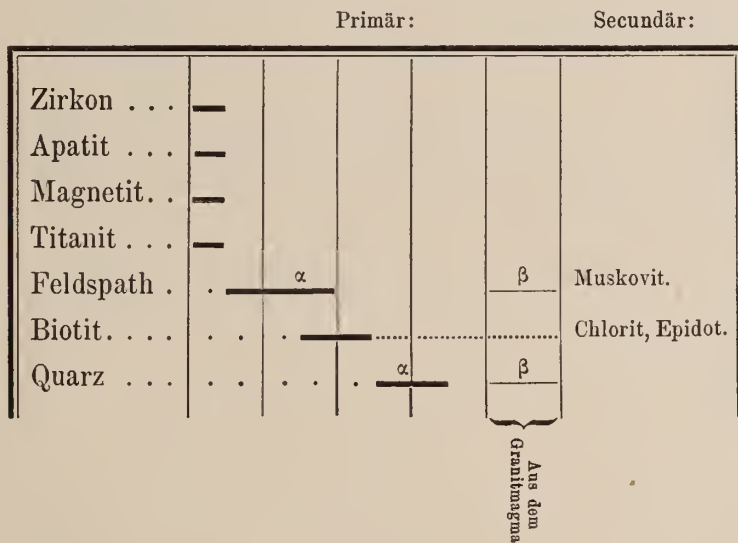 Primär: Secundär:
Zirkon . . .
Apatit . . .
Magnetit. .
Titanit . . .
Feldspath . . α β Muskovit.
Biotit . . . . . . . . Chlorit, Epidot.
Quarz . . . . . . . . . α β
Aus dem
Granitmagma